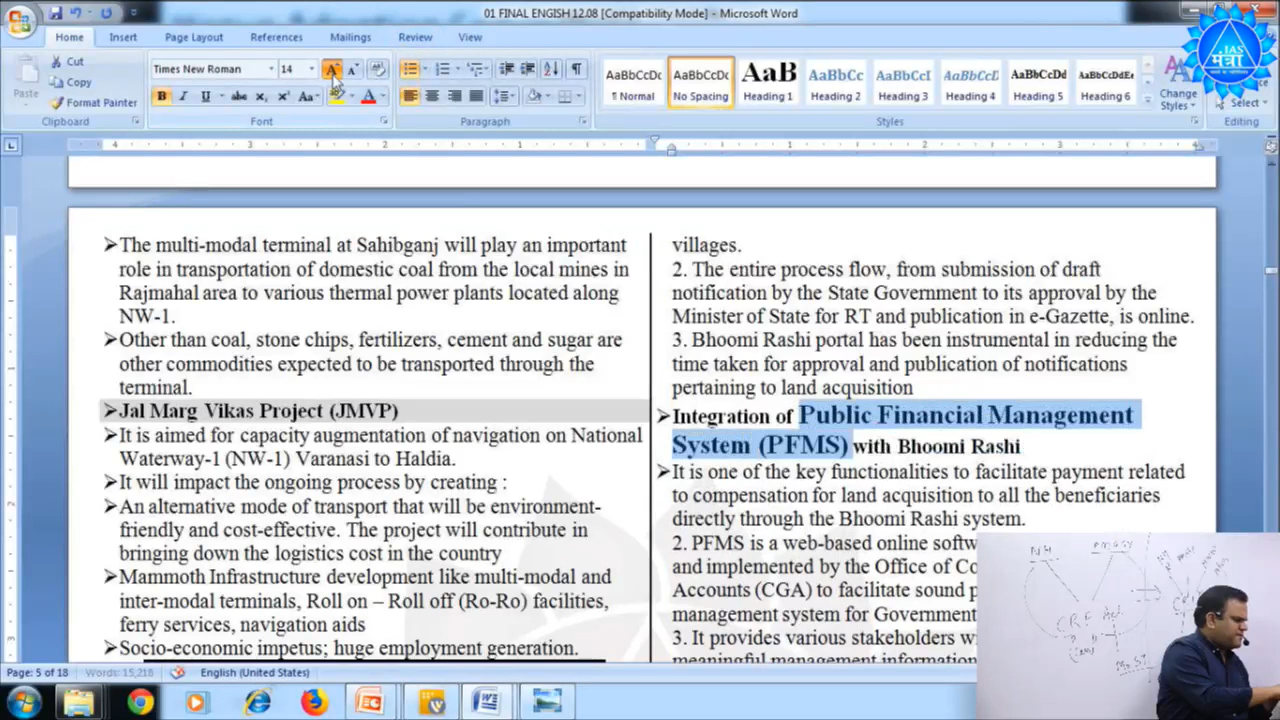 01 FINAL ENGISH 12.08 [Compatibility Mode] - Microsoft Word
Home Insert Page Layout References Mailings Review View
Cut
Copy
Format Painter
Paste
Clipboard
Times New Roman 14
Font
Paragraph
AaBbCcDc AaBbCcDc AaB AaBbCc AaBbCcI AaBbCcI AaBbCcDd AaBbCcDdEe
¶ Normal No Spacing Heading 1 Heading 2 Heading 3 Heading 4 Heading 5 Heading 6
Styles
Change
Styles
Select
Editing
IAS
मंत्रा
The multi-modal terminal at Sahibganj will play an important
role in transportation of domestic coal from the local mines in
Rajmahal area to various thermal power plants located along
NW-1.
Other than coal, stone chips, fertilizers, cement and sugar are
other commodities expected to be transported through the
terminal.
Jal Marg Vikas Project (JMVP)
It is aimed for capacity augmentation of navigation on National
Waterway-1 (NW-1) Varanasi to Haldia.
It will impact the ongoing process by creating :
An alternative mode of transport that will be environment-
friendly and cost-effective. The project will contribute in
bringing down the logistics cost in the country
Mammoth Infrastructure development like multi-modal and
inter-modal terminals, Roll on – Roll off (Ro-Ro) facilities,
ferry services, navigation aids
Socio-economic impetus; huge employment generation.
villages.
2. The entire process flow, from submission of draft
notification by the State Government to its approval by the
Minister of State for RT and publication in e-Gazette, is online.
3. Bhoomi Rashi portal has been instrumental in reducing the
time taken for approval and publication of notifications
pertaining to land acquisition
Integration of Public Financial Management
System (PFMS) with Bhoomi Rashi
It is one of the key functionalities to facilitate payment related
to compensation for land acquisition to all the beneficiaries
directly through the Bhoomi Rashi system.
2. PFMS is a web-based online softw
and implemented by the Office of Co
Accounts (CGA) to facilitate sound p
management system for Government
3. It provides various stakeholders wi
meaningful management information
NH
CRF Act
Page: 5 of 18 Words: 15,218 English (United States)